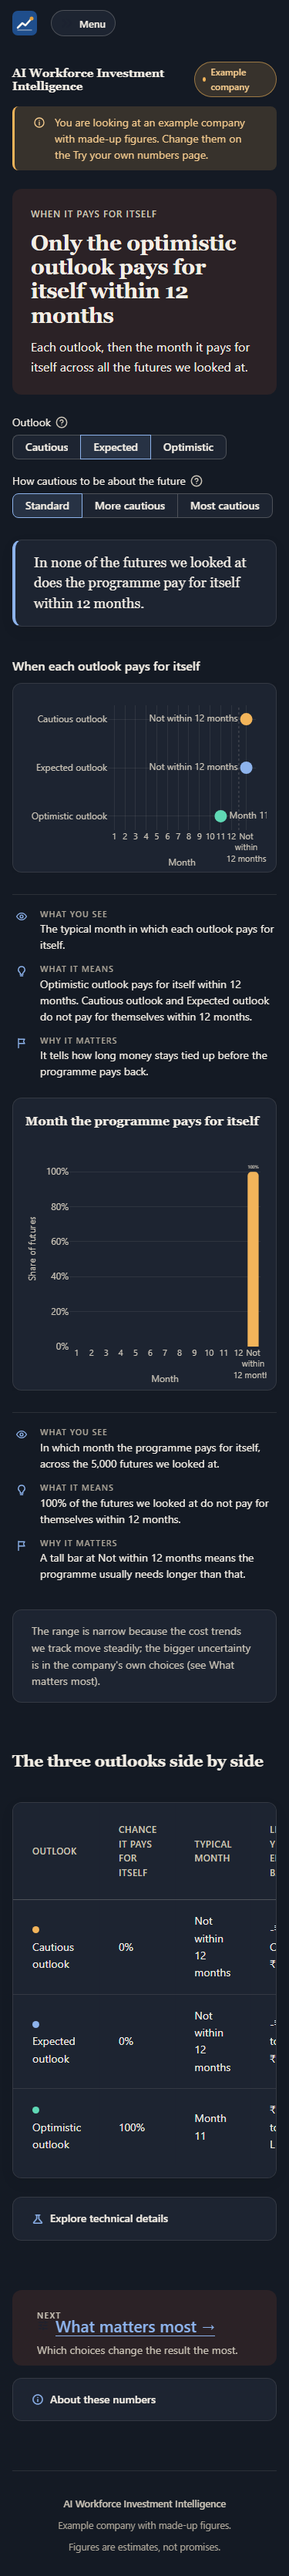 Menu
AI Workforce Investment
Intelligence
Example
company
You are looking at an example company
with made-up figures. Change them on
the Try your own numbers page.
WHEN IT PAYS FOR ITSELF
Only the optimistic
outlook pays for
itself within 12
months
Each outlook, then the month it pays for
itself across all the futures we looked at.
Outlook
Cautious Expected Optimistic
How cautious to be about the future
Standard More cautious Most cautious
In none of the futures we looked at
does the programme pay for itself
within 12 months.
When each outlook pays for itself
Cautious outlook Not within 12 months
Expected outlook Not within 12 months
Optimistic outlook Month 11
1 2 3 4 5 6 7 8 9 10 11 12 Not
within
12 months
Month
WHAT YOU SEE
The typical month in which each outlook pays for
itself.
WHAT IT MEANS
Optimistic outlook pays for itself within 12
months. Cautious outlook and Expected outlook
do not pay for themselves within 12 months.
WHY IT MATTERS
It tells how long money stays tied up before the
programme pays back.
Month the programme pays for itself
100%
100%
80%
60%
40%
20%
0%
Share of futures
1 2 3 4 5 6 7 8 9 10 11 12 Not
within
12 month
Month
WHAT YOU SEE
In which month the programme pays for itself,
across the 5,000 futures we looked at.
WHAT IT MEANS
100% of the futures we looked at do not pay for
themselves within 12 months.
WHY IT MATTERS
A tall bar at Not within 12 months means the
programme usually needs longer than that.
The range is narrow because the cost trends
we track move steadily; the bigger uncertainty
is in the company's own choices (see What
matters most).
The three outlooks side by side
OUTLOOK
CHANCE
IT PAYS
FOR
ITSELF
TYPICAL
MONTH
Cautious
outlook
0%
Not
within
12
months
Expected
outlook
0%
Not
within
12
months
Optimistic
outlook
100%
Month
11
Explore technical details
NEXT
What matters most →
Which choices change the result the most.
About these numbers
AI Workforce Investment Intelligence
Example company with made-up figures.
Figures are estimates, not promises.